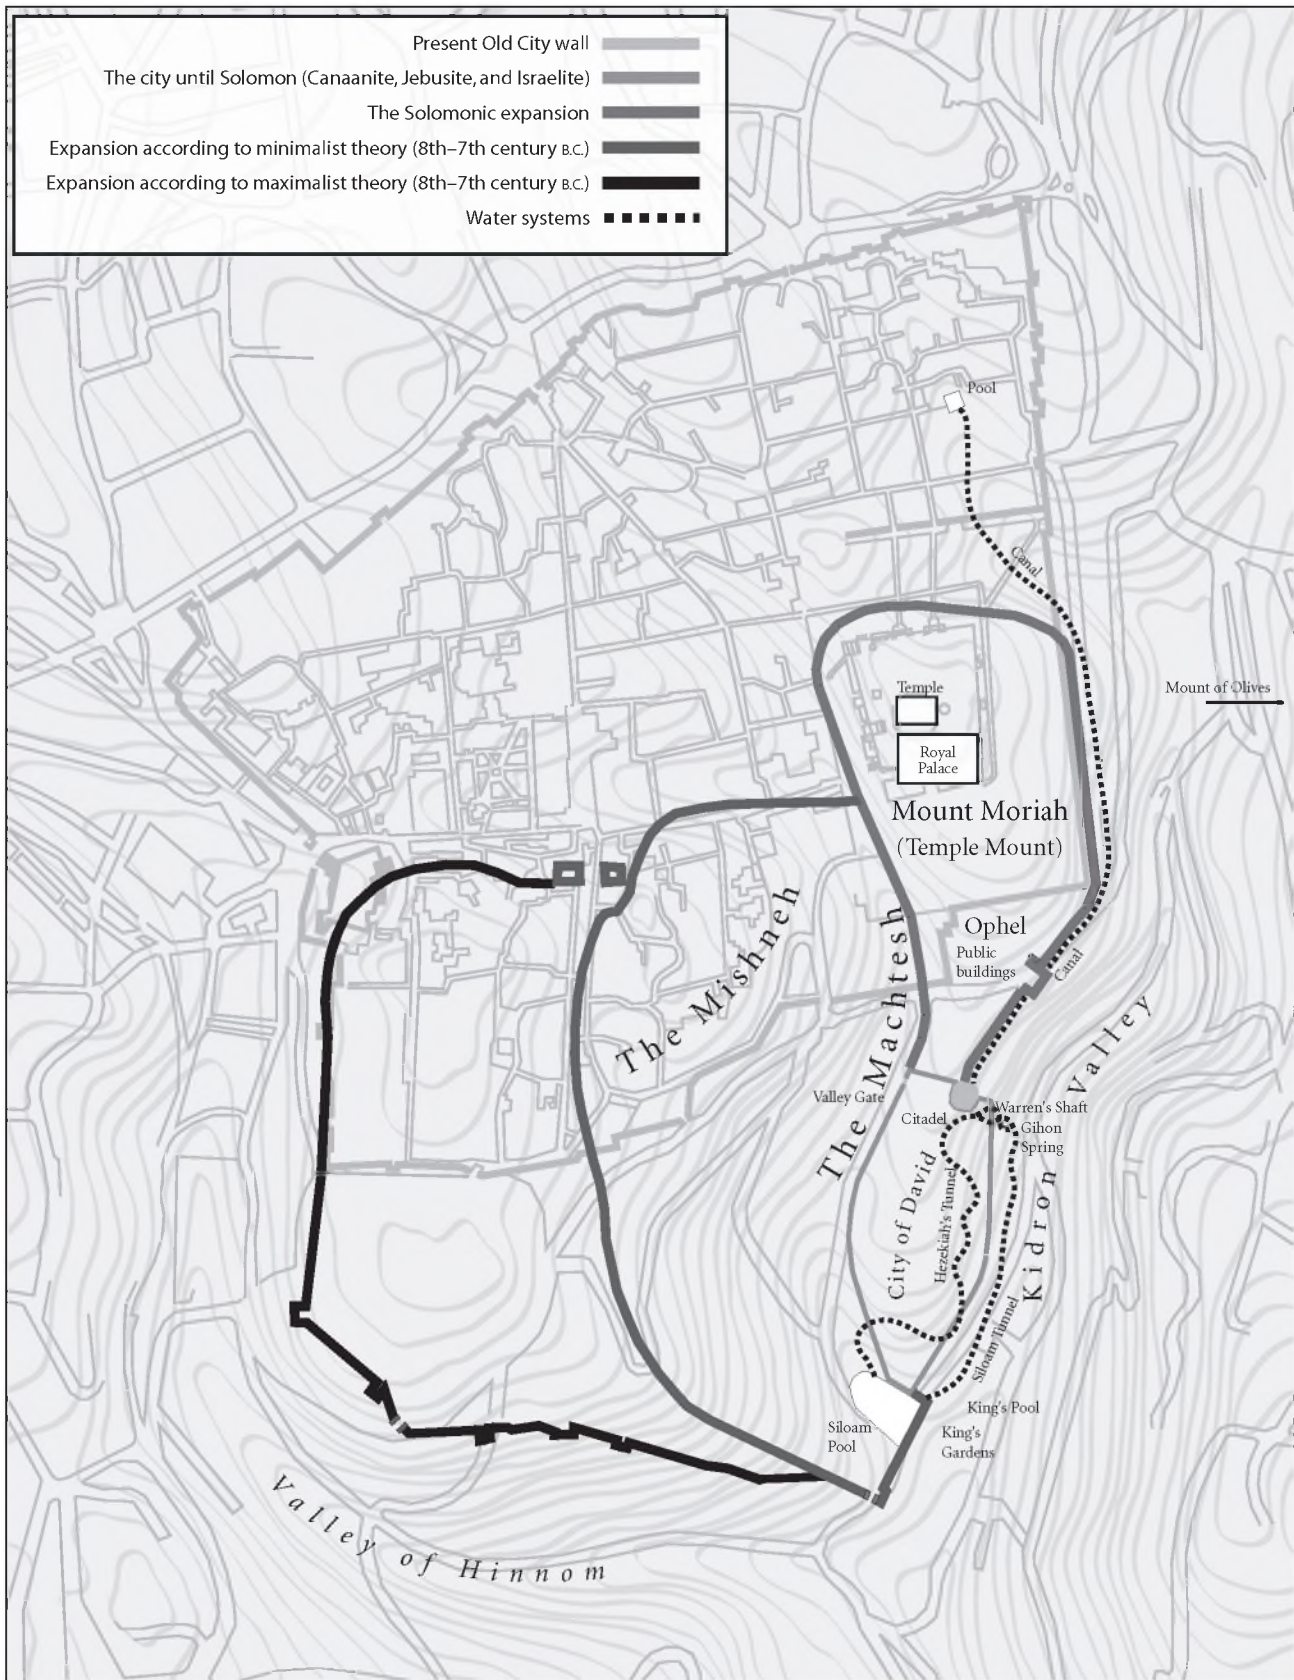 Present Old City wall
The city until Solomon (Canaanite, Jebusite, and Israelite)
The Solomonic expansion
Expansion according to minimalist theory (8th–7th century B.C.)
Expansion according to maximalist theory (8th–7th century B.C.)
Water systems
Pool
Canal
Mount of Olives
Temple
Royal
Palace
Mount Moriah
(Temple Mount)
Ophel
Public
buildings
Canal
The Mishneh
The Machtesh
Kidron Valley
Valley Gate
Citadel
Warren's Shaft
Gihon
Spring
City of David
Hezekiah's Tunnel
Siloam Tunnel
King's Pool
King's
Gardens
Siloam
Pool
Valley of Hinnom